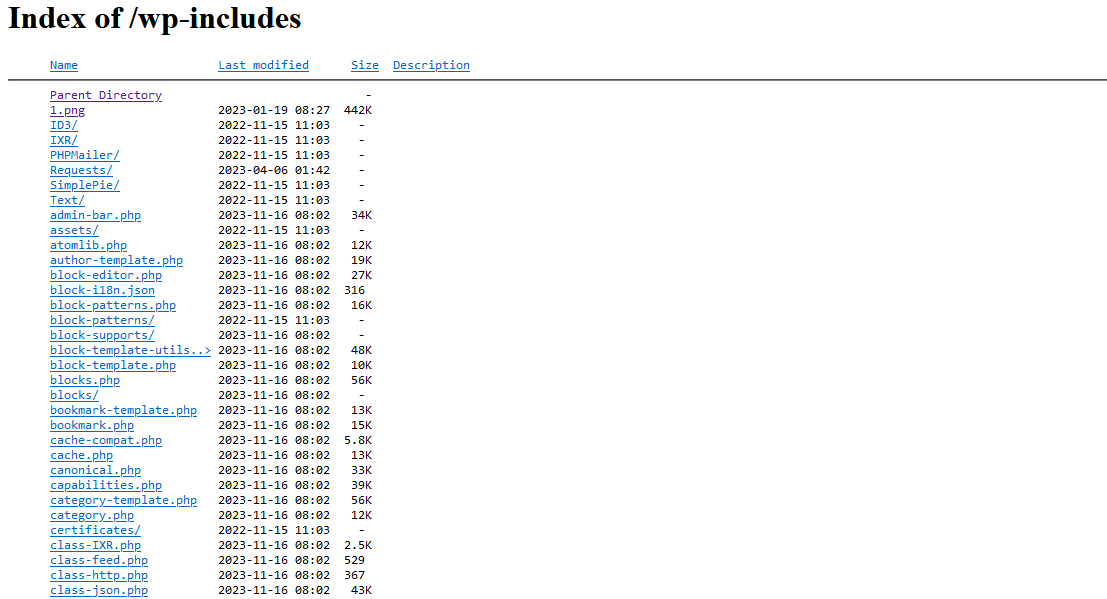 Index of /wp-includes
Name Last modified Size Description
Parent Directory -
1.png 2023-01-19 08:27 442K
ID3/ 2022-11-15 11:03 -
IXR/ 2022-11-15 11:03 -
PHPMailer/ 2022-11-15 11:03 -
Requests/ 2023-04-06 01:42 -
SimplePie/ 2022-11-15 11:03 -
Text/ 2022-11-15 11:03 -
admin-bar.php 2023-11-16 08:02 34K
assets/ 2022-11-15 11:03 -
atomlib.php 2023-11-16 08:02 12K
author-template.php 2023-11-16 08:02 19K
block-editor.php 2023-11-16 08:02 27K
block-i18n.json 2023-11-16 08:02 316
block-patterns.php 2023-11-16 08:02 16K
block-patterns/ 2022-11-15 11:03 -
block-supports/ 2023-11-16 08:02 -
block-template-utils..> 2023-11-16 08:02 48K
block-template.php 2023-11-16 08:02 10K
blocks.php 2023-11-16 08:02 56K
blocks/ 2023-11-16 08:02 -
bookmark-template.php 2023-11-16 08:02 13K
bookmark.php 2023-11-16 08:02 15K
cache-compat.php 2023-11-16 08:02 5.8K
cache.php 2023-11-16 08:02 13K
canonical.php 2023-11-16 08:02 33K
capabilities.php 2023-11-16 08:02 39K
category-template.php 2023-11-16 08:02 56K
category.php 2023-11-16 08:02 12K
certificates/ 2022-11-15 11:03 -
class-IXR.php 2023-11-16 08:02 2.5K
class-feed.php 2023-11-16 08:02 529
class-http.php 2023-11-16 08:02 367
class-json.php 2023-11-16 08:02 43K